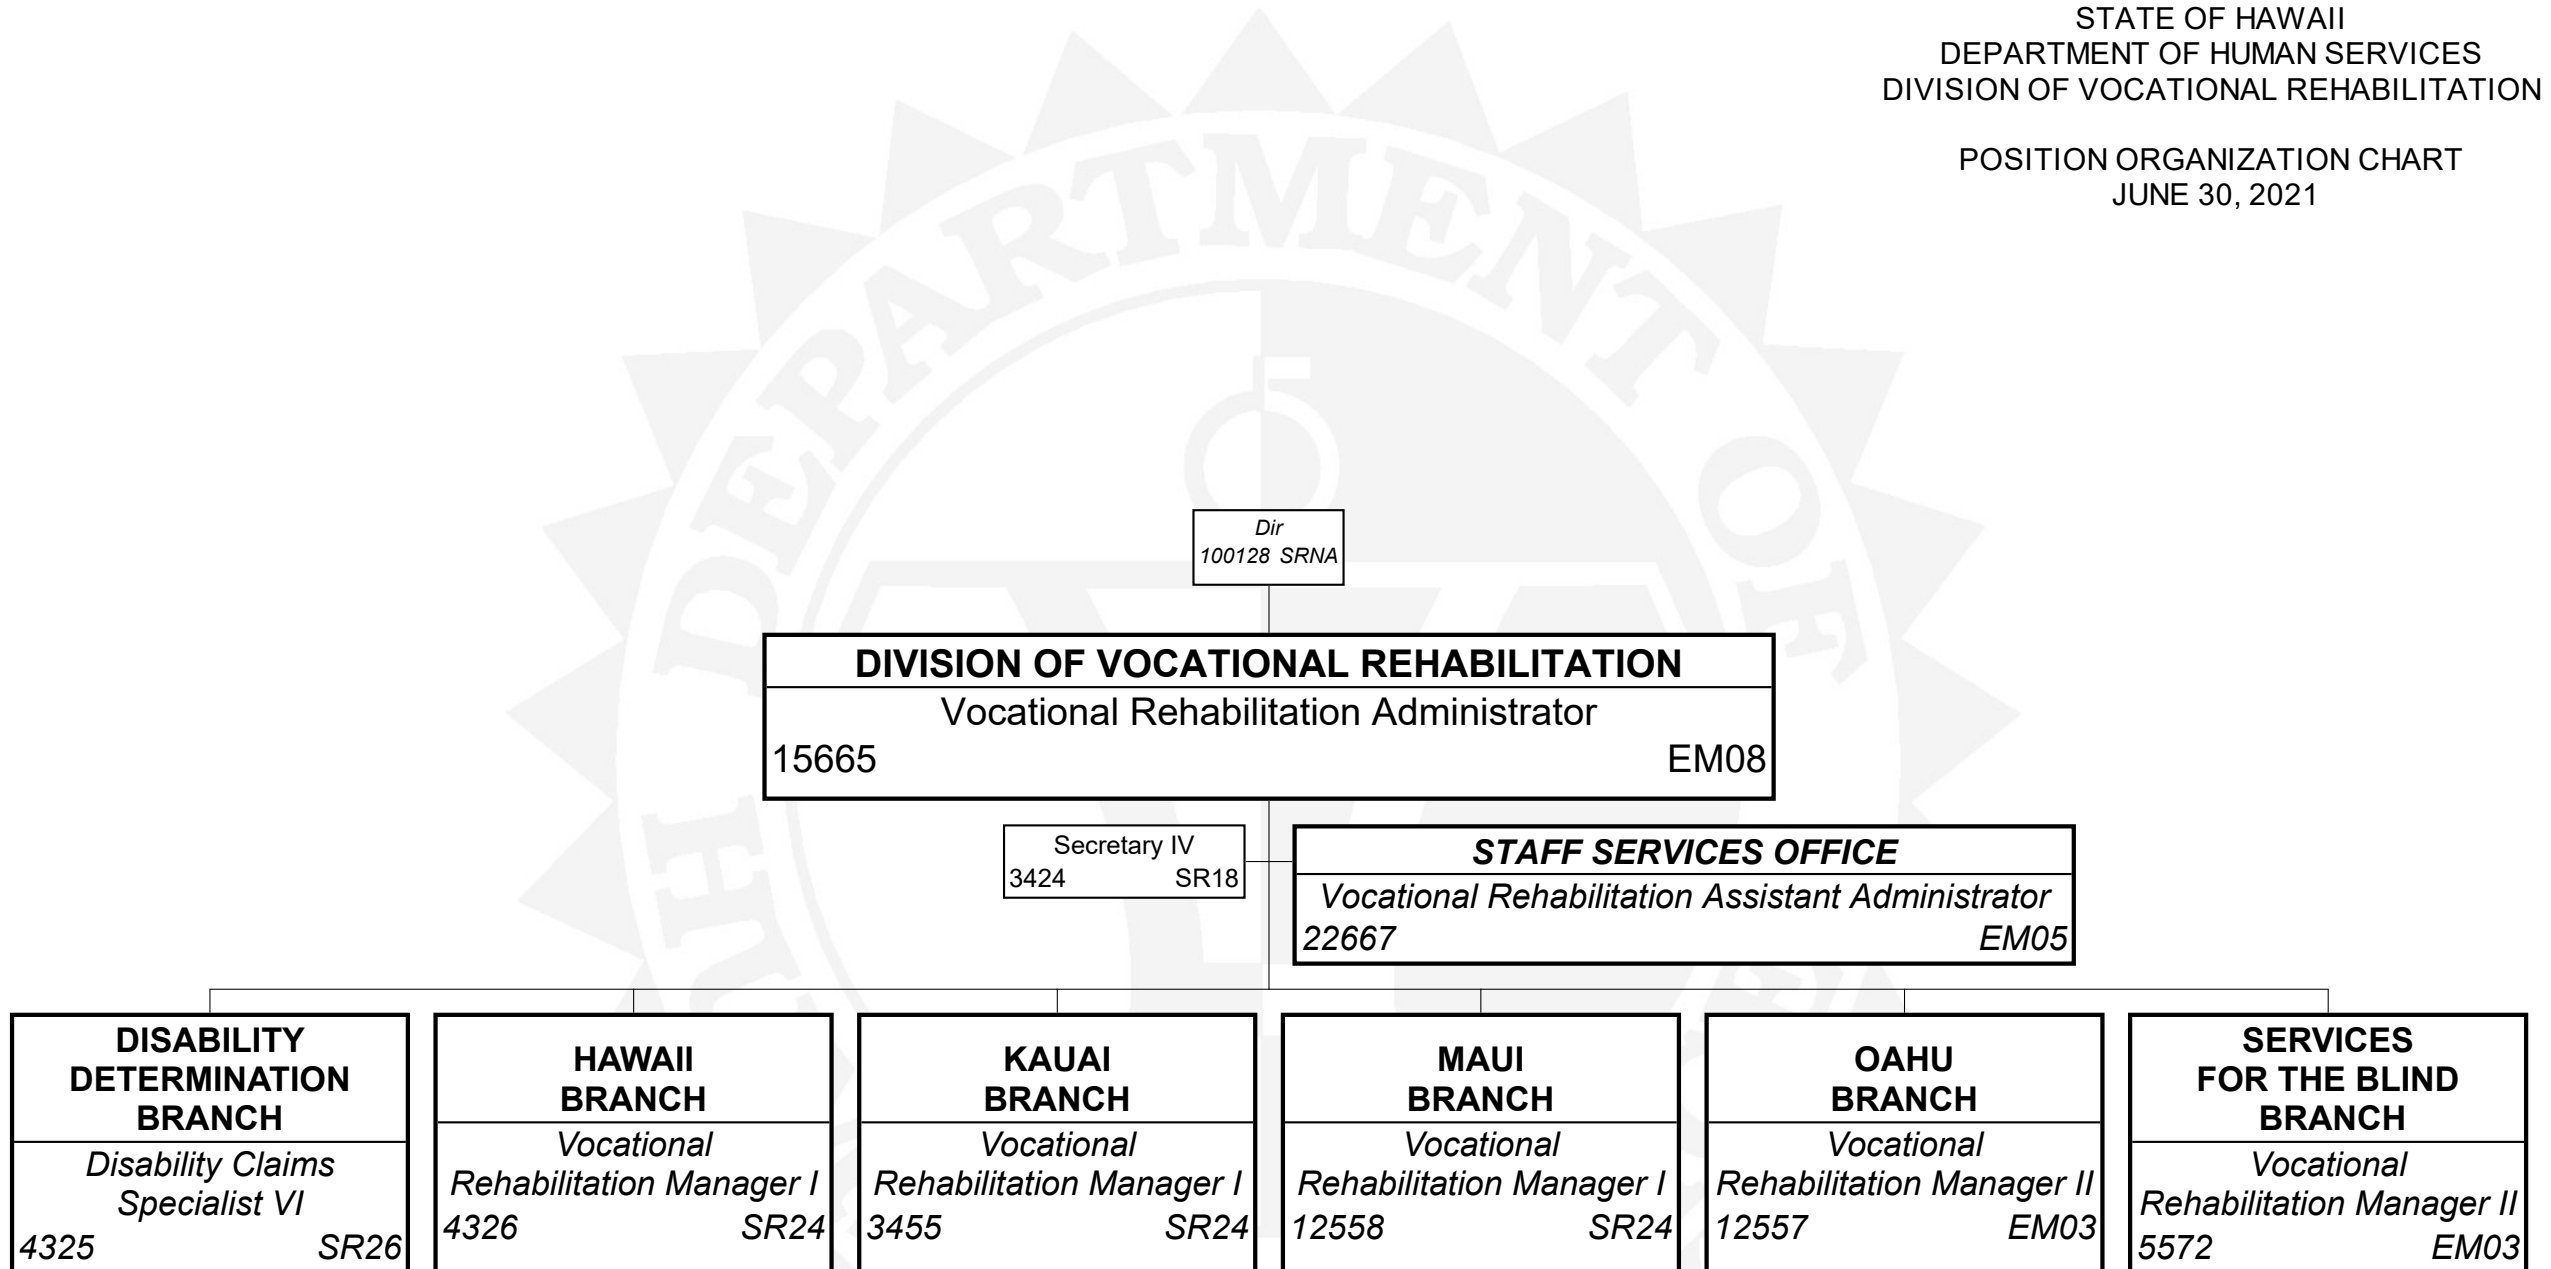 STATE OF HAWAII
DEPARTMENT OF HUMAN SERVICES
DIVISION OF VOCATIONAL REHABILITATION
POSITION ORGANIZATION CHART
JUNE 30, 2021
DEPARTMENT OF
Dir
100128 SRNA
DIVISION OF VOCATIONAL REHABILITATION
Vocational Rehabilitation Administrator
15665 EM08
Secretary IV
3424 SR18
STAFF SERVICES OFFICE
Vocational Rehabilitation Assistant Administrator
22667 EM05
DISABILITY
DETERMINATION
BRANCH
Disability Claims
Specialist VI
4325 SR26
HAWAII
BRANCH
Vocational
Rehabilitation Manager I
4326 SR24
KAUAI
BRANCH
Vocational
Rehabilitation Manager I
3455 SR24
MAUI
BRANCH
Vocational
Rehabilitation Manager I
12558 SR24
OAHU
BRANCH
Vocational
Rehabilitation Manager II
12557 EM03
SERVICES
FOR THE BLIND
BRANCH
Vocational
Rehabilitation Manager II
5572 EM03